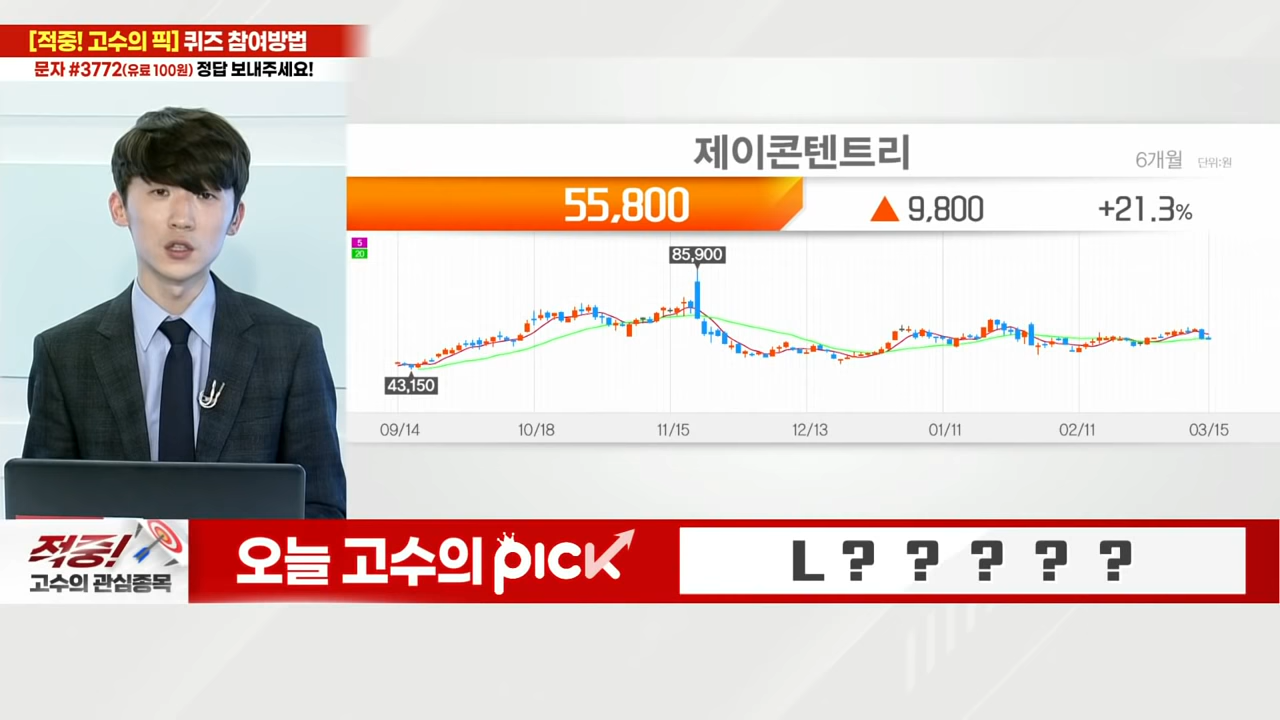 [적중! 고수의 픽] 퀴즈 참여방법
문자 #3772(유료 100원) 정답 보내주세요!
제이콘텐트리
6개월 단위:원
55,800
▲ 9,800
+21.3%
5
20
85,900
43,150
09/14 10/18 11/15 12/13 01/11 02/11 03/15
적중!
고수의 관심종목
오늘 고수의 PICK
L ? ? ? ? ?